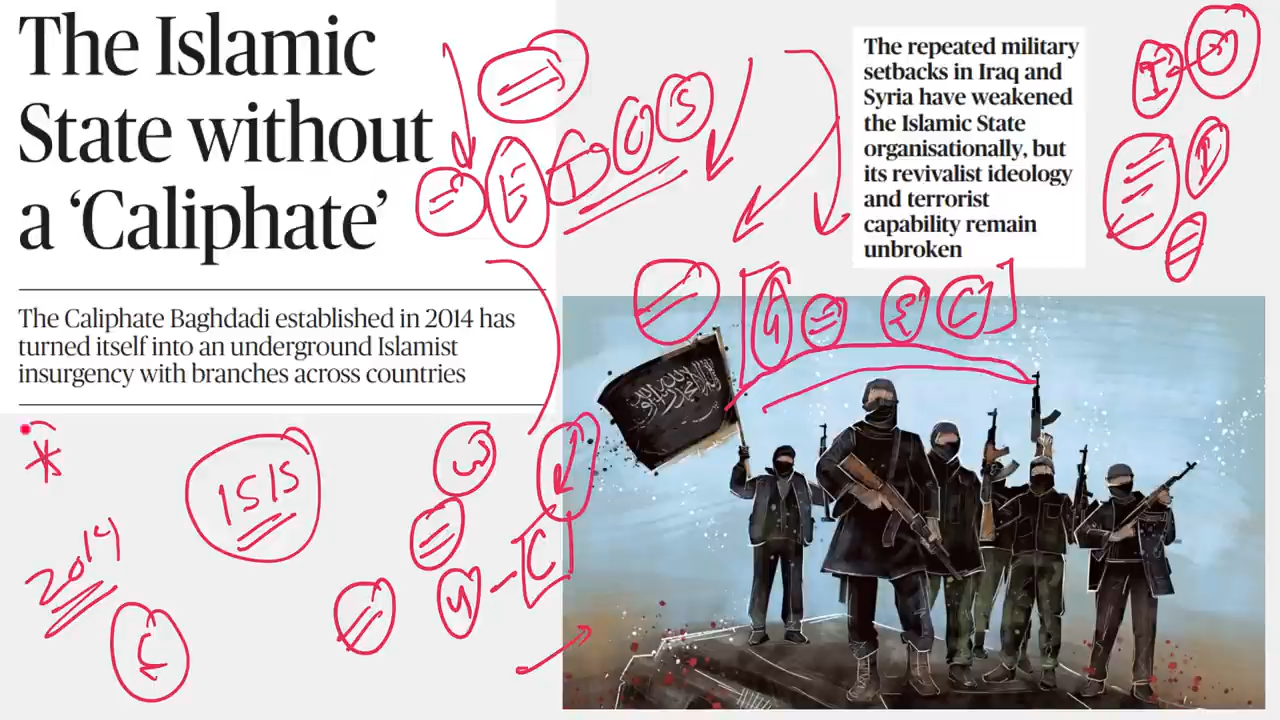 The Islamic
State without
a ‘Caliphate’
The Caliphate Baghdadi established in 2014 has
turned itself into an underground Islamist
insurgency with branches across countries
The repeated military
setbacks in Iraq and
Syria have weakened
the Islamic State
organisationally, but
its revivalist ideology
and terrorist
capability remain
unbroken
ISIS
2014